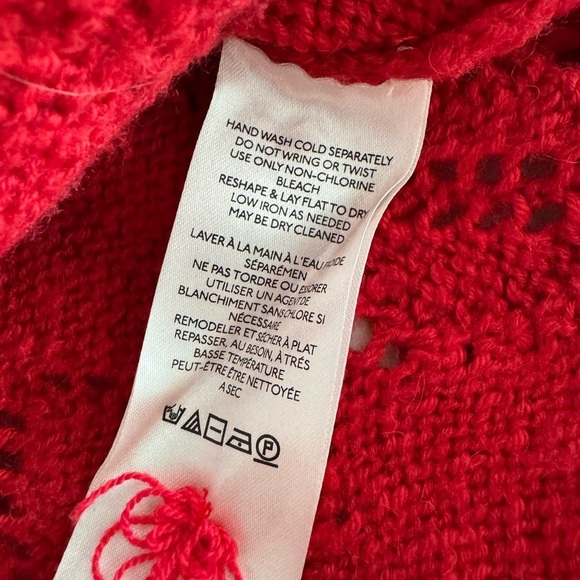 HAND WASH COLD SEPARATELY
DO NOT WRING OR TWIST
USE ONLY NON-CHLORINE
BLEACH
RESHAPE & LAY FLAT TO DRY
LOW IRON AS NEEDED
MAY BE DRY CLEANED
LAVER À LA MAIN À L'EAU FROIDE
SÉPARÉMEN
NE PAS TORDRE OU ESSORER
UTILISER UN AGENT DE
BLANCHIMENT SANS CHLORE SI
NÉCESSAIRE
REMODELER ET SÉCHER À PLAT
REPASSER, AU BESOIN, À TRÉS
BASSE TEMPÉRATURE
PEUT-ÊTRE ÊTRE NETTOYÉE
A SEC
P